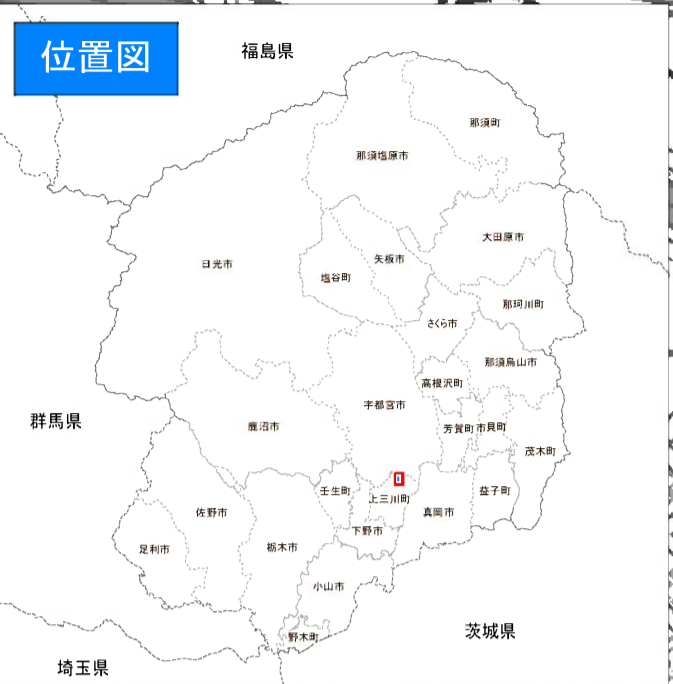 位置図
福島県
那須町
那須塩原市
大田原市
矢板市
日光市
塩谷町
那珂川町
さくら市
那須烏山市
高根沢町
宇都宮市
群馬県
鹿沼市
芳賀町
市貝町
茂木町
壬生町
上三川町
益子町
佐野市
真岡市
下野市
足利市
栃木市
小山市
野木町
茨城県
埼玉県